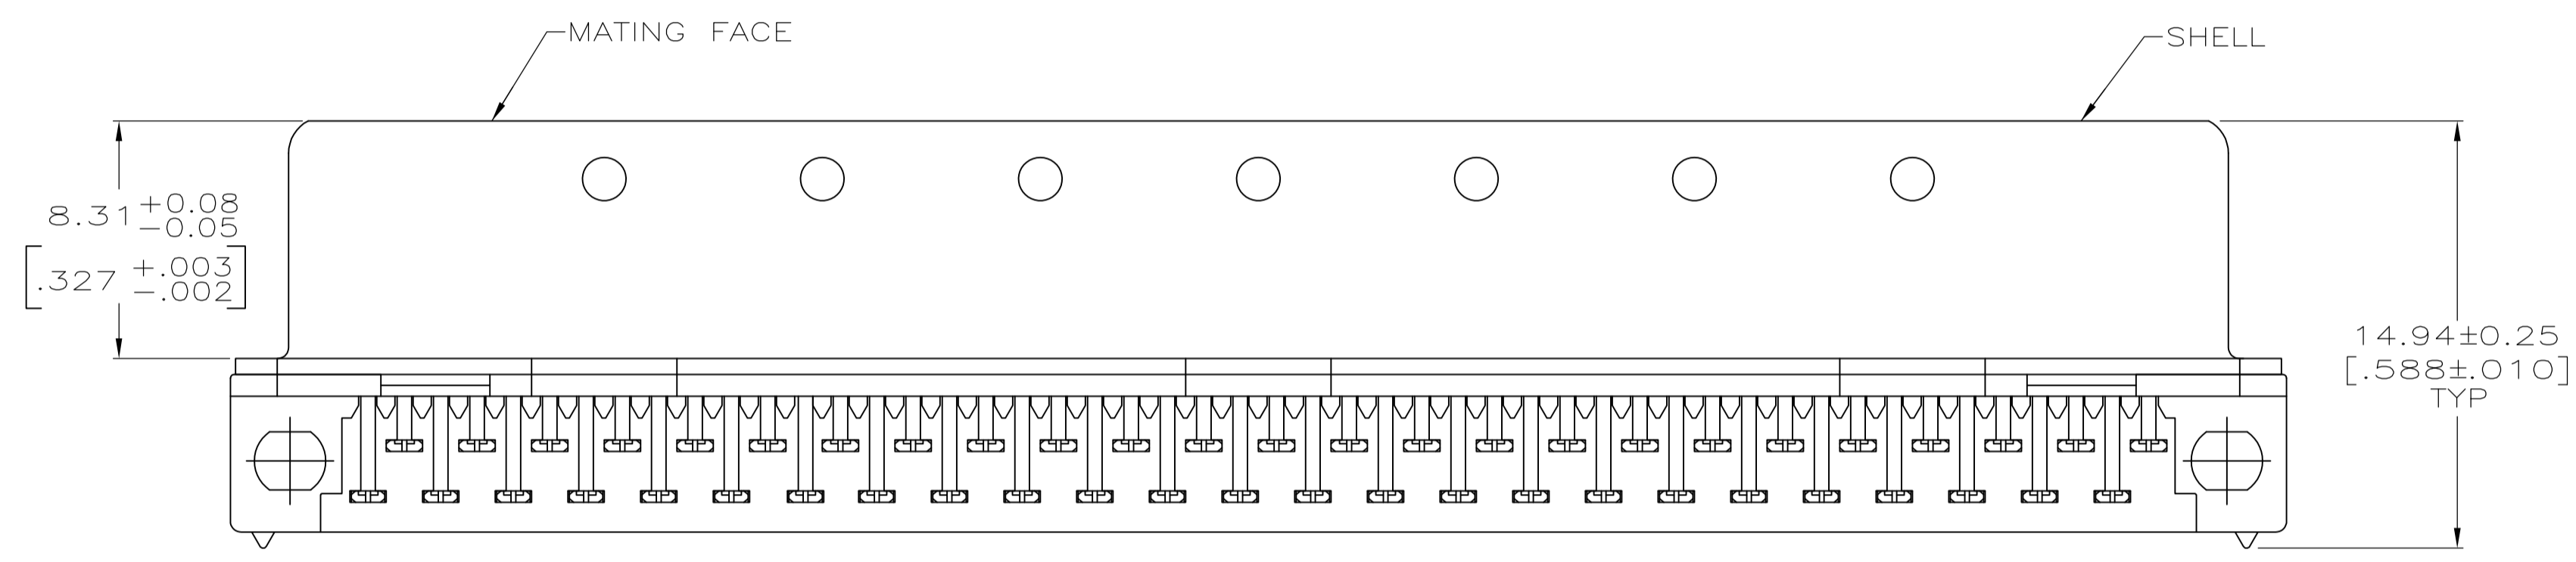 MATING FACE
SHELL
8.31 +0.08
-0.05
[.327 +.003
-.002]
14.94±0.25
[.588±.010]
TYP